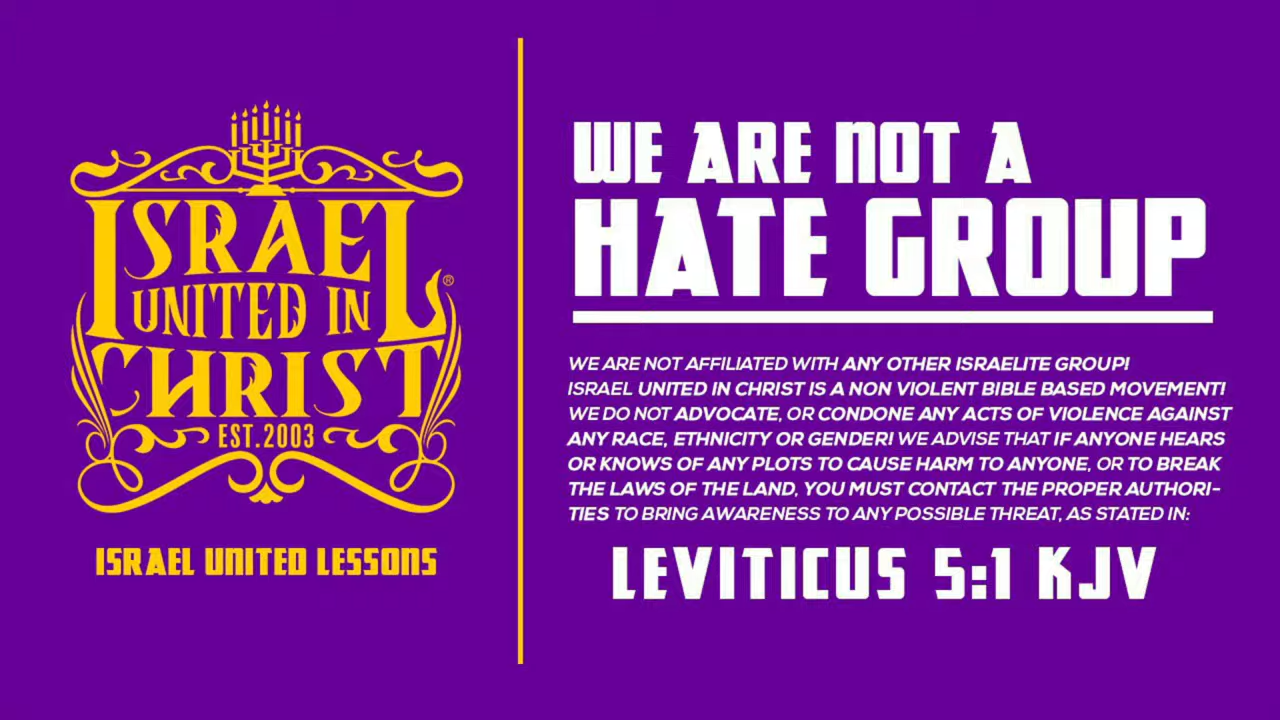 ISRAEL
UNITED IN
CHRIST®
EST. 2003
ISRAEL UNITED LESSONS
WE ARE NOT A
HATE GROUP
WE ARE NOT AFFILIATED WITH ANY OTHER ISRAELITE GROUP!
ISRAEL UNITED IN CHRIST IS A NON VIOLENT BIBLE BASED MOVEMENT!
WE DO NOT ADVOCATE, OR CONDONE ANY ACTS OF VIOLENCE AGAINST
ANY RACE, ETHNICITY OR GENDER! WE ADVISE THAT IF ANYONE HEARS
OR KNOWS OF ANY PLOTS TO CAUSE HARM TO ANYONE, OR TO BREAK
THE LAWS OF THE LAND, YOU MUST CONTACT THE PROPER AUTHORI-
TIES TO BRING AWARENESS TO ANY POSSIBLE THREAT, AS STATED IN:
LEVITICUS 5:1 KJV